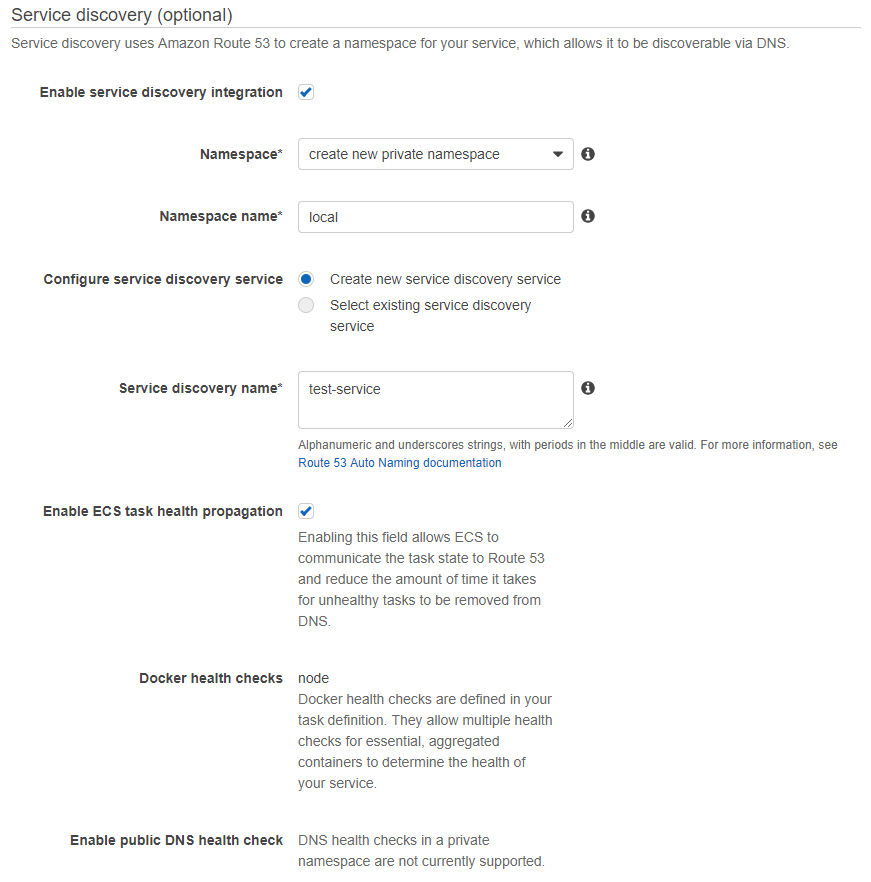 Service discovery (optional)
Service discovery uses Amazon Route 53 to create a namespace for your service, which allows it to be discoverable via DNS.
Enable service discovery integration
Namespace* create new private namespace
Namespace name* local
Configure service discovery service Create new service discovery service
Select existing service discovery
service
Service discovery name* test-service
Alphanumeric and underscores strings, with periods in the middle are valid. For more information, see
Route 53 Auto Naming documentation
Enable ECS task health propagation
Enabling this field allows ECS to
communicate the task state to Route 53
and reduce the amount of time it takes
for unhealthy tasks to be removed from
DNS.
Docker health checks node
Docker health checks are defined in your
task definition. They allow multiple health
checks for essential, aggregated
containers to determine the health of
your service.
Enable public DNS health check DNS health checks in a private
namespace are not currently supported.